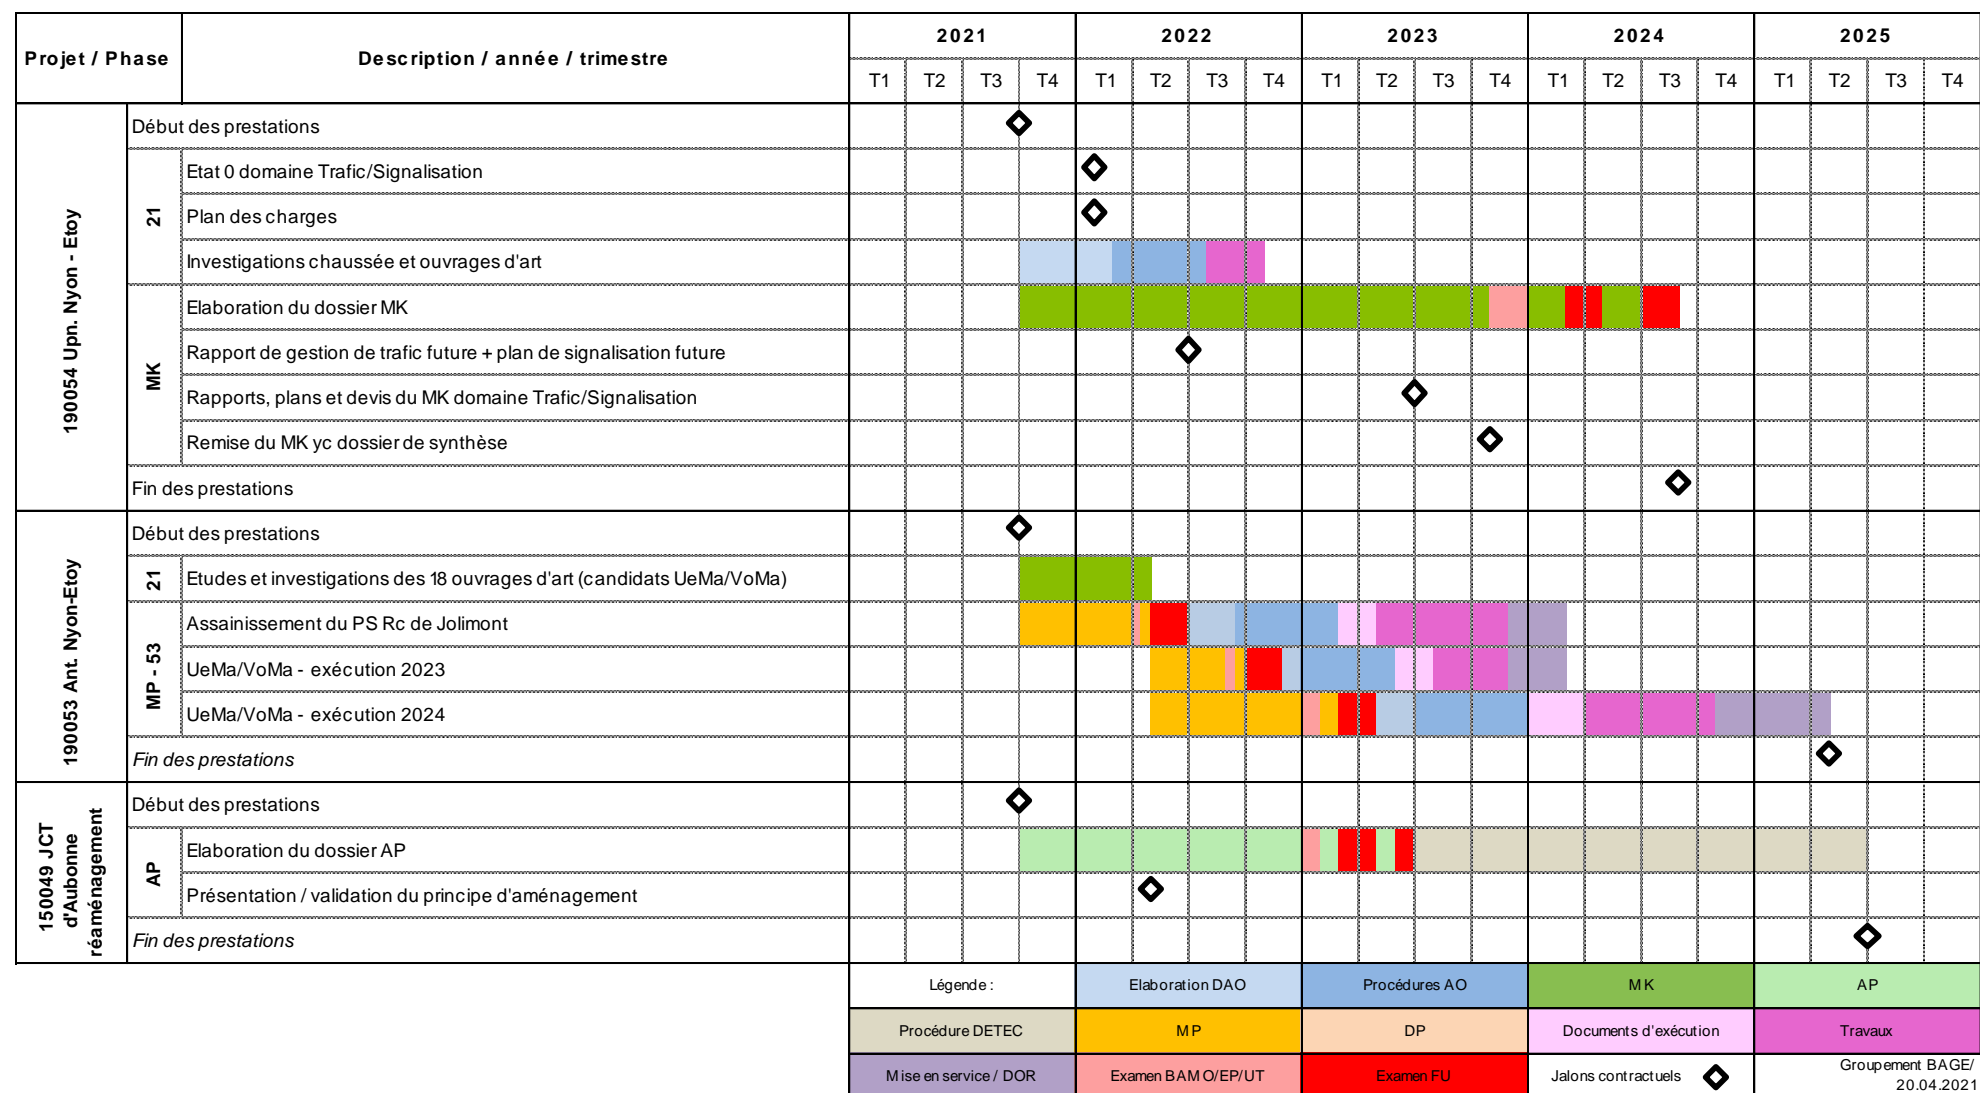 Projet / Phase
Description / année / trimestre
2021
2022
2023
2024
2025
T1 T2 T3 T4 T1 T2 T3 T4 T1 T2 T3 T4 T1 T2 T3 T4 T1 T2 T3 T4
190054 Upn. Nyon - Etoy
Début des prestations
21
Etat 0 domaine Trafic/Signalisation
Plan des charges
Investigations chaussée et ouvrages d'art
MK
Elaboration du dossier MK
Rapport de gestion de trafic future + plan de signalisation future
Rapports, plans et devis du MK domaine Trafic/Signalisation
Remise du MK yc dossier de synthèse
Fin des prestations
190053 Ant. Nyon-Etoy
Début des prestations
21
Etudes et investigations des 18 ouvrages d'art (candidats UeMa/VoMa)
MP - 53
Assainissement du PS Rc de Jolimont
UeMa/VoMa - exécution 2023
UeMa/VoMa - exécution 2024
Fin des prestations
150049 JCT
d'Aubonne
réaménagement
Début des prestations
AP
Elaboration du dossier AP
Présentation / validation du principe d'aménagement
Fin des prestations
Légende :
Elaboration DAO
Procédures AO
MK
AP
Procédure DETEC
MP
DP
Documents d'exécution
Travaux
Mise en service / DOR
Examen BAMO/EP/UT
Examen FU
Jalons contractuels
Groupement BAGE/
20.04.2021